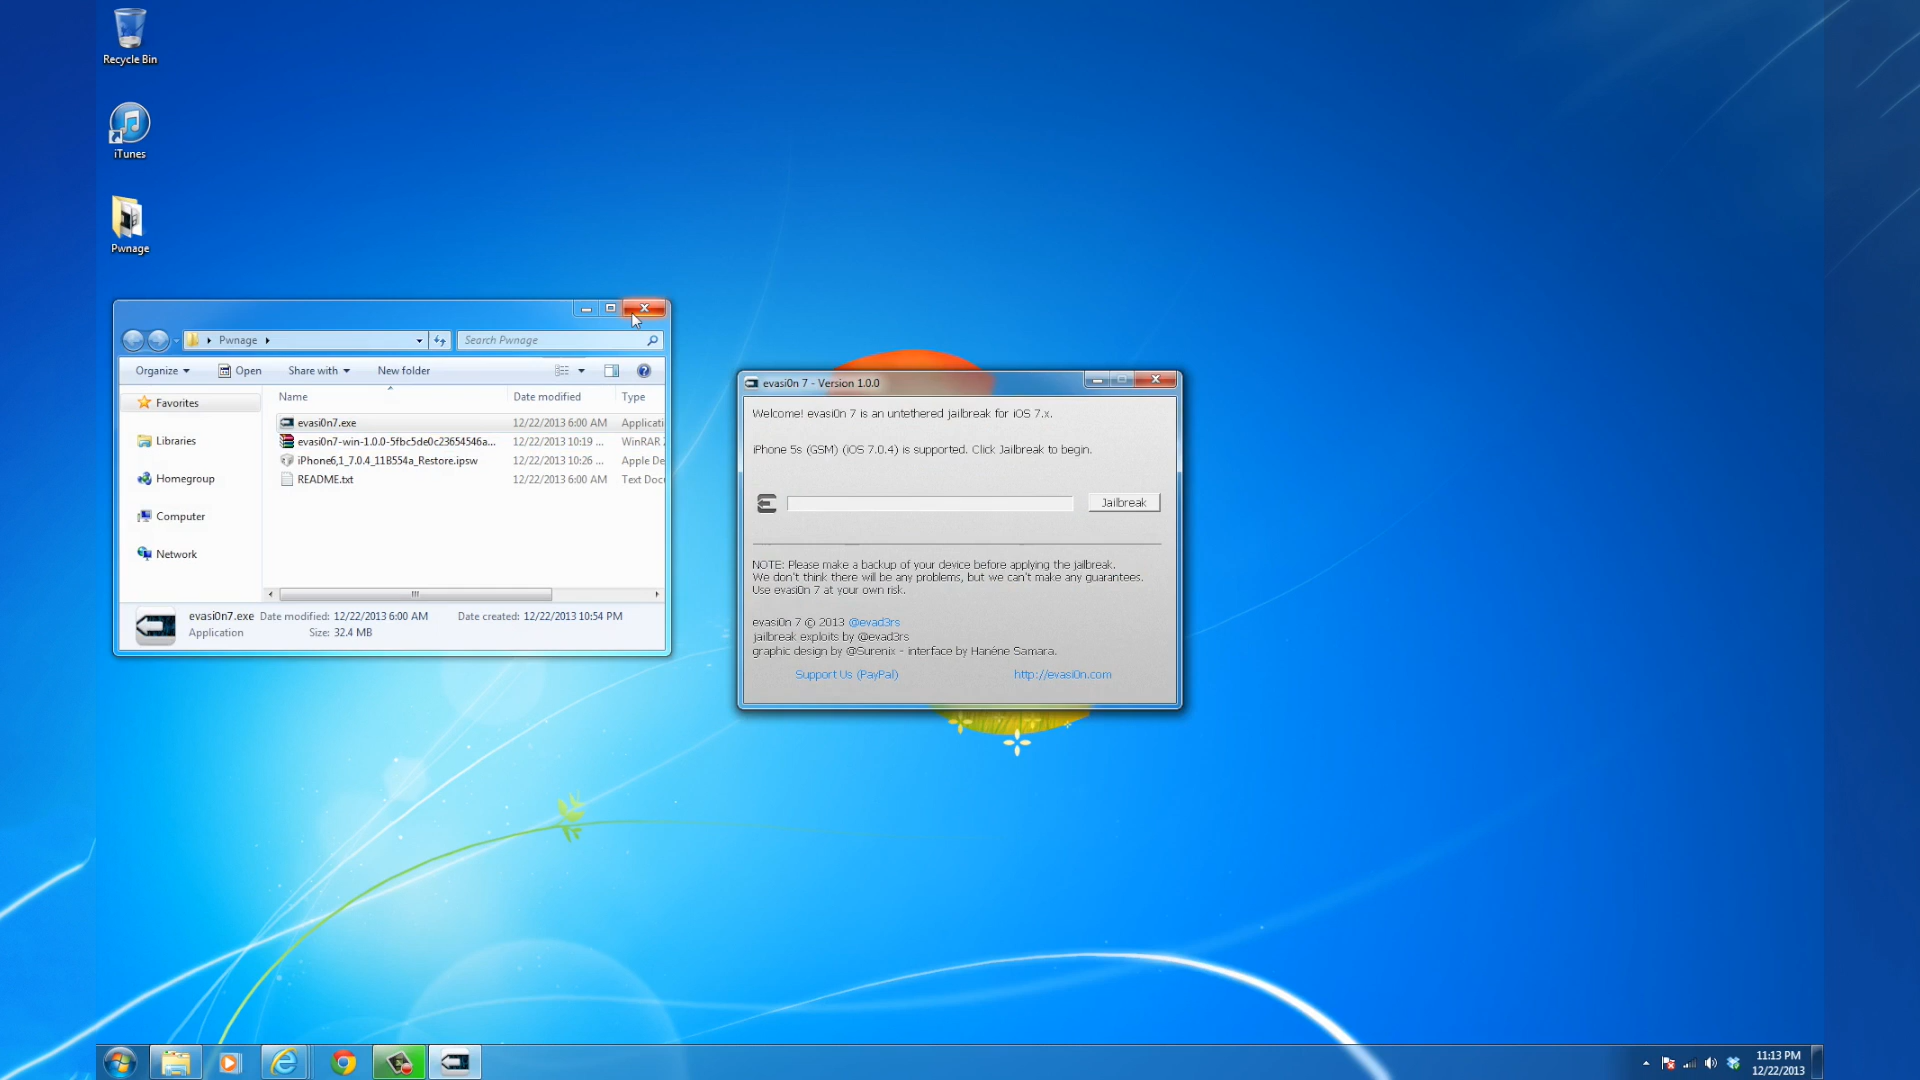 Recycle Bin
iTunes
Pwnage
Pwnage
Search Pwnage
Organize Open Share with New folder
Name Date modified Type
Favorites
Libraries
Homegroup
Computer
Network
evasi0n7.exe 12/22/2013 6:00 AM Applicati
evasi0n7-win-1.0.0-5fbc5de0c23654546a... 12/22/2013 10:19 ... WinRAR Z
iPhone6,1_7.0.4_11B554a_Restore.ipsw 12/22/2013 10:26 ... Apple De
README.txt 12/22/2013 6:00 AM Text Doc
evasi0n7.exe Date modified: 12/22/2013 6:00 AM Date created: 12/22/2013 10:54 PM
Application Size: 32.4 MB
evasi0n 7 - Version 1.0.0
Welcome! evasi0n 7 is an untethered jailbreak for iOS 7.x.
iPhone 5s (GSM) (iOS 7.0.4) is supported. Click Jailbreak to begin.
Jailbreak
NOTE: Please make a backup of your device before applying the jailbreak.
We don't think there will be any problems, but we can't make any guarantees.
Use evasi0n 7 at your own risk.
evasi0n 7 © 2013 @evad3rs
jailbreak exploits by @evad3rs
graphic design by @Surenix - interface by Hanéne Samara.
Support Us (PayPal) http://evasi0n.com
11:13 PM
12/22/2013